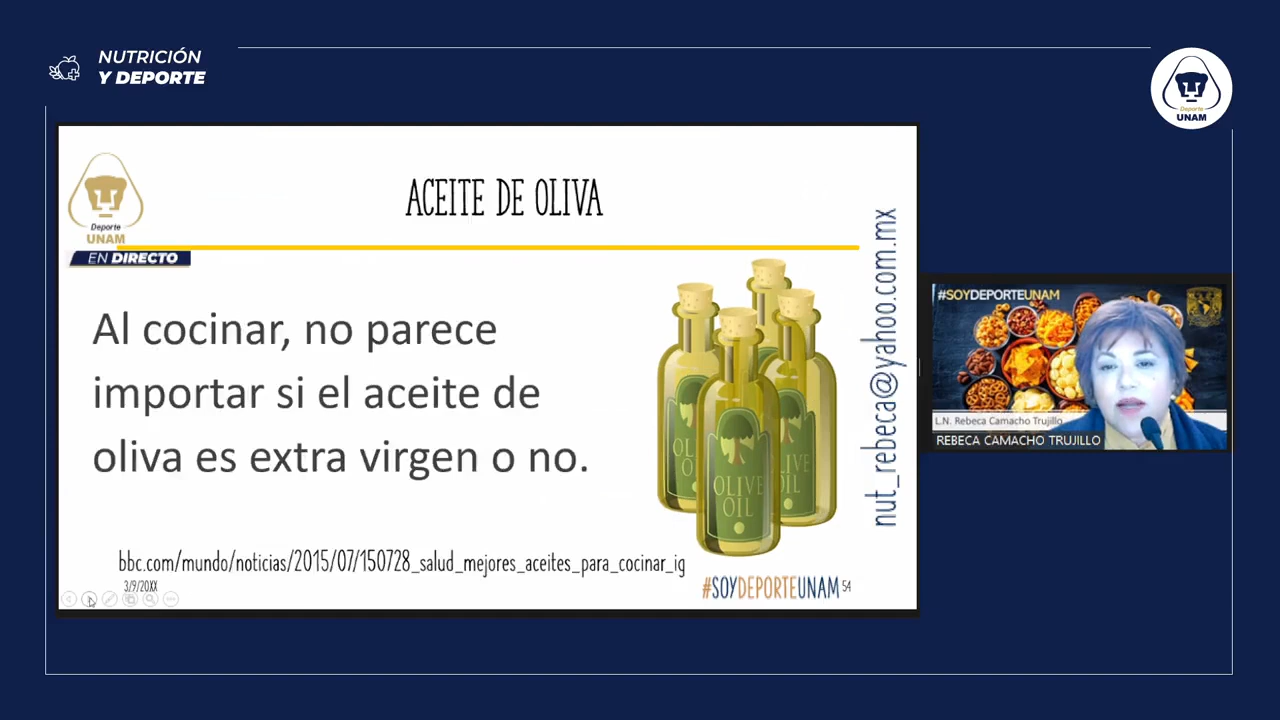 NUTRICIÓN
Y DEPORTE
Deporte
UNAM
Deporte
UNAM
EN DIRECTO
ACEITE DE OLIVA
Al cocinar, no parece
importar si el aceite de
oliva es extra virgen o no.
OLIVE
OIL
nut_rebeca@yahoo.com.mx
bbc.com/mundo/noticias/2015/07/150728_salud_mejores_aceites_para_cocinar_ig
3/9/20XX
#SOYDEPORTEUNAM
54
#SOYDEPORTEUNAM
L.N. Rebeca Camacho Trujillo
REBECA CAMACHO TRUJILLO